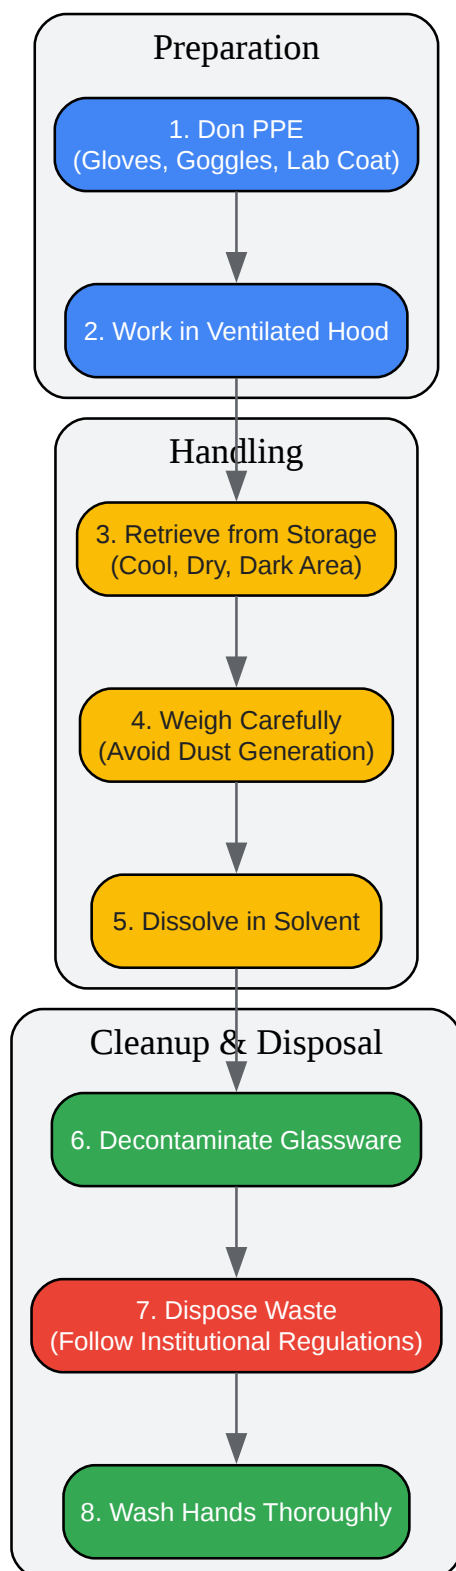 Preparation
1. Don PPE
(Gloves, Goggles, Lab Coat)
2. Work in Ventilated Hood
Handling
3. Retrieve from Storage
(Cool, Dry, Dark Area)
4. Weigh Carefully
(Avoid Dust Generation)
5. Dissolve in Solvent
Cleanup & Disposal
6. Decontaminate Glassware
7. Dispose Waste
(Follow Institutional Regulations)
8. Wash Hands Thoroughly